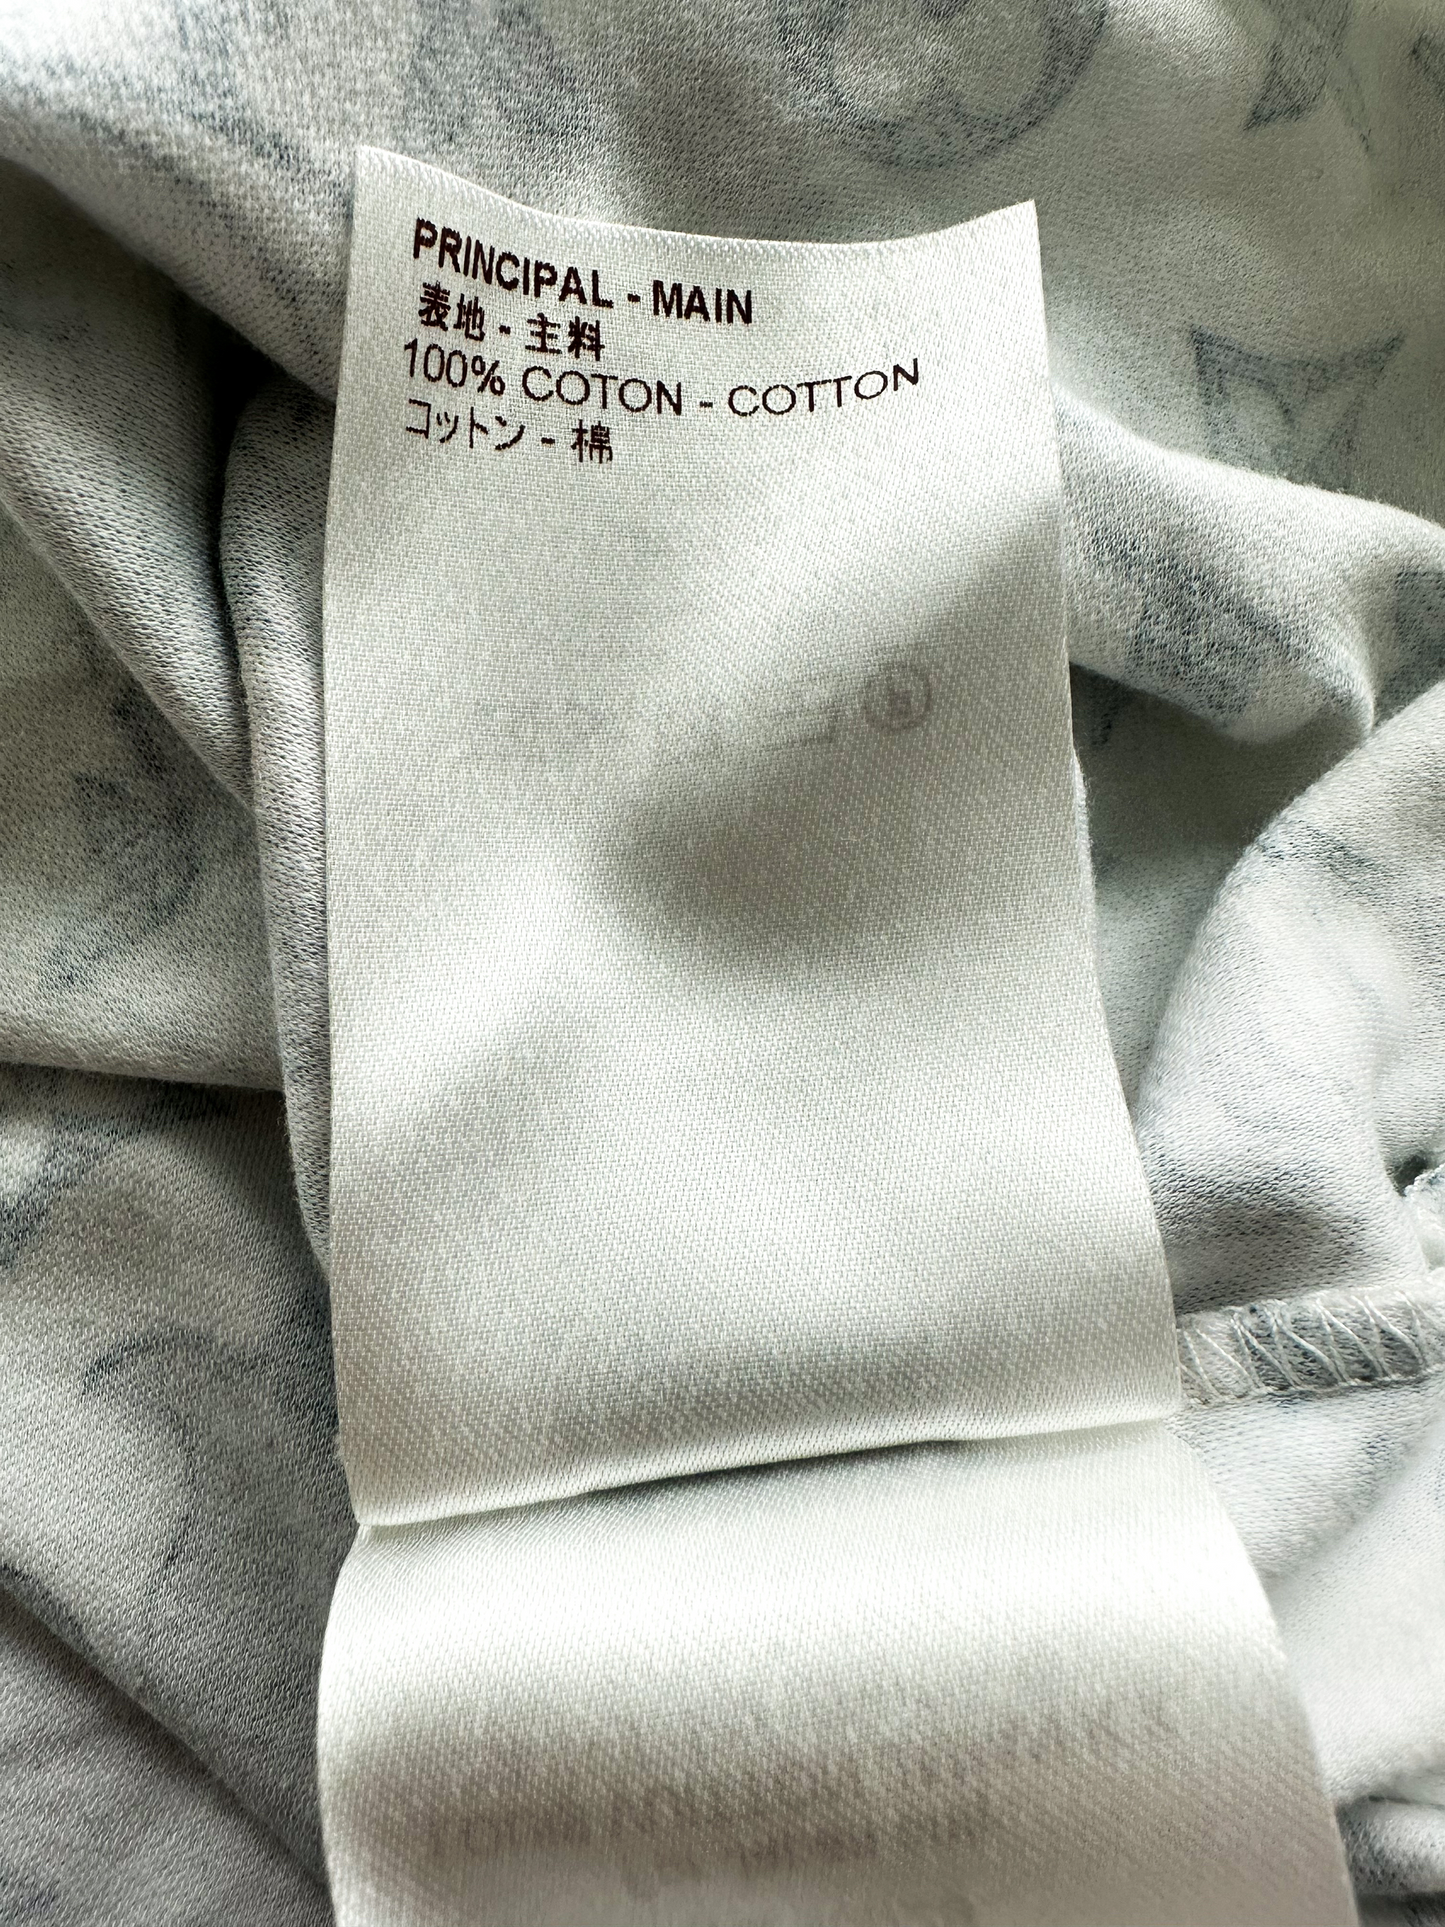 PRINCIPAL - MAIN
表地 - 主料
100% COTON - COTTON
コットン - 棉